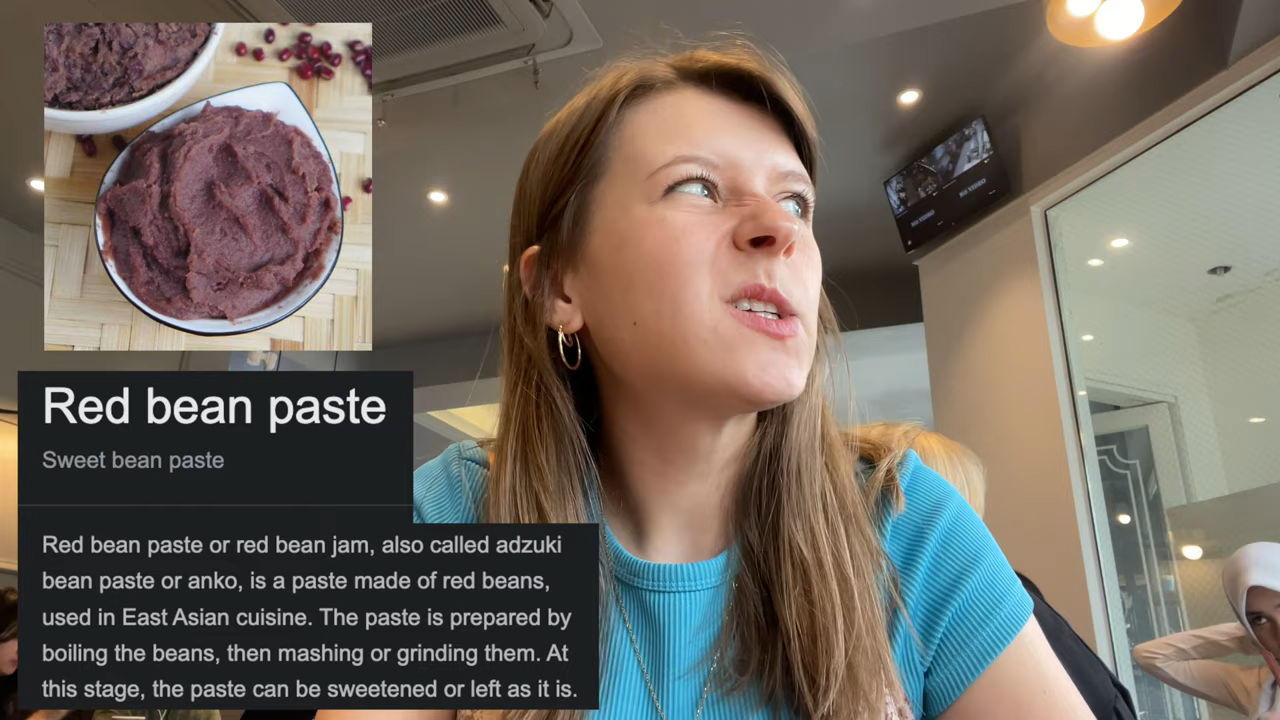 Red bean paste
Sweet bean paste
Red bean paste or red bean jam, also called adzuki
bean paste or anko, is a paste made of red beans,
used in East Asian cuisine. The paste is prepared by
boiling the beans, then mashing or grinding them. At
this stage, the paste can be sweetened or left as it is.